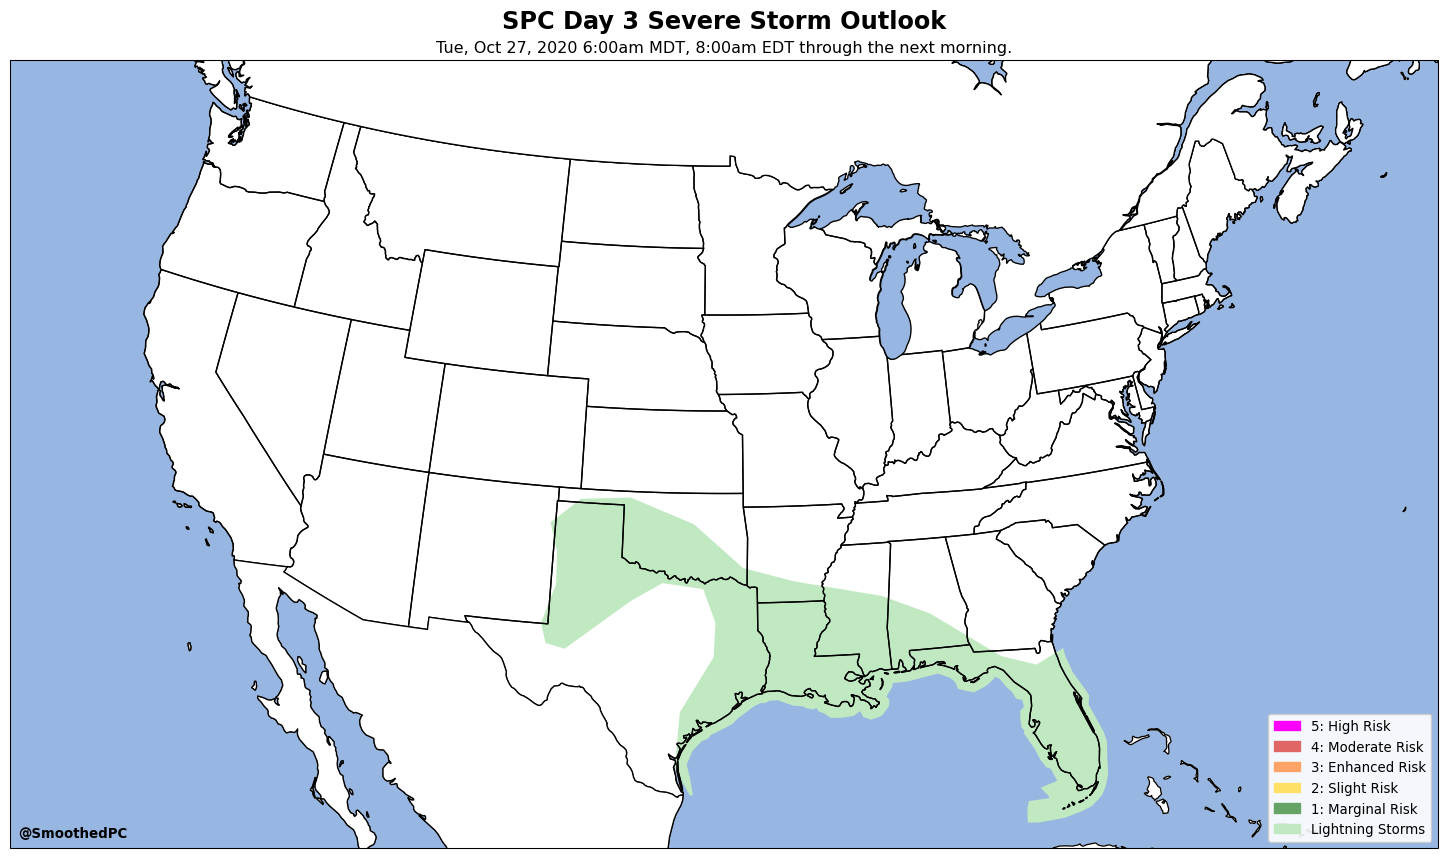 SPC Day 3 Severe Storm Outlook
Tue, Oct 27, 2020 6:00am MDT, 8:00am EDT through the next morning.
5: High Risk
4: Moderate Risk
3: Enhanced Risk
2: Slight Risk
1: Marginal Risk
Lightning Storms
@SmoothedPC